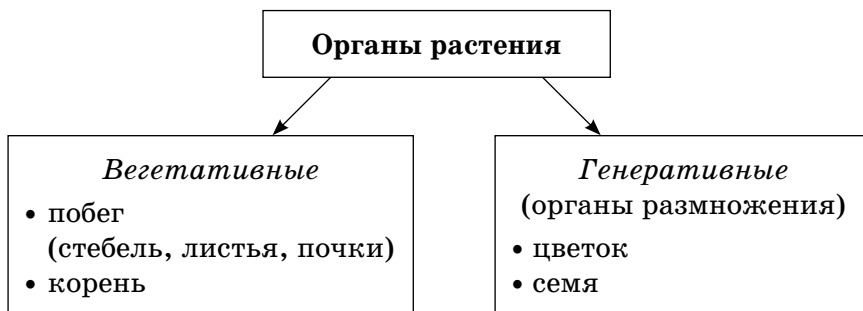 Органы растения
Вегетативные
• побег
(стебель, листья, почки)
• корень
Генеративные
(органы размножения)
• цветок
• семя